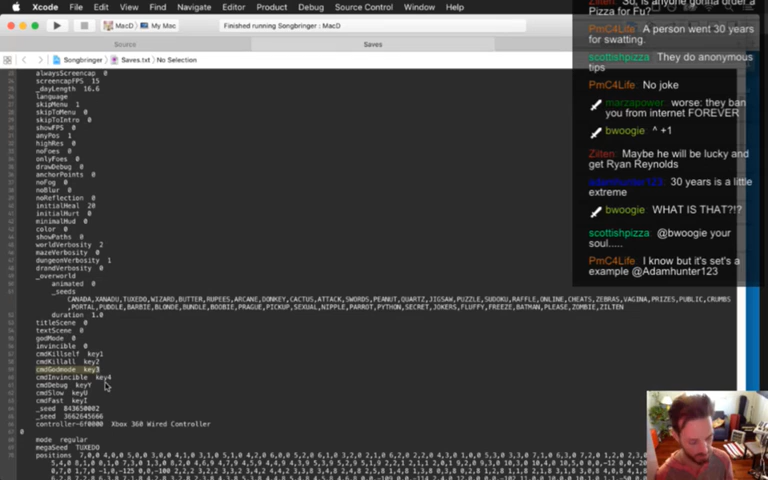 Xcode File Edit View Find Navigate Editor Product Debug Source Control Window Help
MacD My Mac
Finished running Songbringer : MacD
Source
Saves
Songbringer Saves.txt No Selection
alwaysScreencap 0
screencapFPS 15
_dayLength 16.6
language
skipMenu 1
skipToMenu 0
skipToIntro 0
showFPS 0
anyPos 1
highRes 0
noFoes 0
onlyFoes 0
drawDebug 0
anchorPoints 0
noFog 0
noBlur 0
noReflection 0
initialHeal 20
initialHurt 0
minimalHud 0
color 0
showPaths 0
worldVerbosity 2
mazeVerbosity 0
dungeonVerbosity 1
drandVerbosity 0
_overworld
animated 0
_seeds
CANADA,XANADU,TUXEDO,WIZARD,BUTTER,RUPEES,ARCANE,DONKEY,CACTUS,ATTACK,SWORDS,PEANUT,QUARTZ,JIGSAW,PUZZLE,SUDOKU,RAFFLE,ONLINE,CHEATS,ZEBRAS,VAGINA,PRIZES,PUBLIC,CRUMBS
,PORTAL,PUDDLE,BARBIE,BLONDE,BUNDLE,BOOBIE,PRAGUE,PICKUP,SEXUAL,NIPPLE,PARROT,PYTHON,SECRET,JOKERS,FLUFFY,FREEZE,BATMAN,PLEASE,ZOMBIE,ZILTEN
duration 1.0
titleScene 0
textScene 0
godMode 0
invincible 0
cmdKillself key1
cmdKillall key2
cmdGodmode key3
cmdInvincible key4
cmdDebug keyY
cmdSlow keyU
cmdFast keyI
_seed 843650002
_seed 3662645666
controller-6f0000 Xbox 360 Wired Controller
0
mode regular
megaSeed TUXEDO
So, is anyone gonna order a
Pizza for Fu?
PmC4Life A person went 30 years
for swatting.
scottishpizza They do anonymous
tips
PmC4Life No joke
marzapower: worse: they ban
you from internet FOREVER
bwoogie ^ +1
Zilten: Maybe he will be lucky and
get Ryan Reynolds
adamhunter123: 30 years is a little
extreme
bwoogie WHAT IS THAT?!?
scottishpizza @bwoogie your
soul.....
PmC4Life I know but it's set's a
example @Adamhunter123